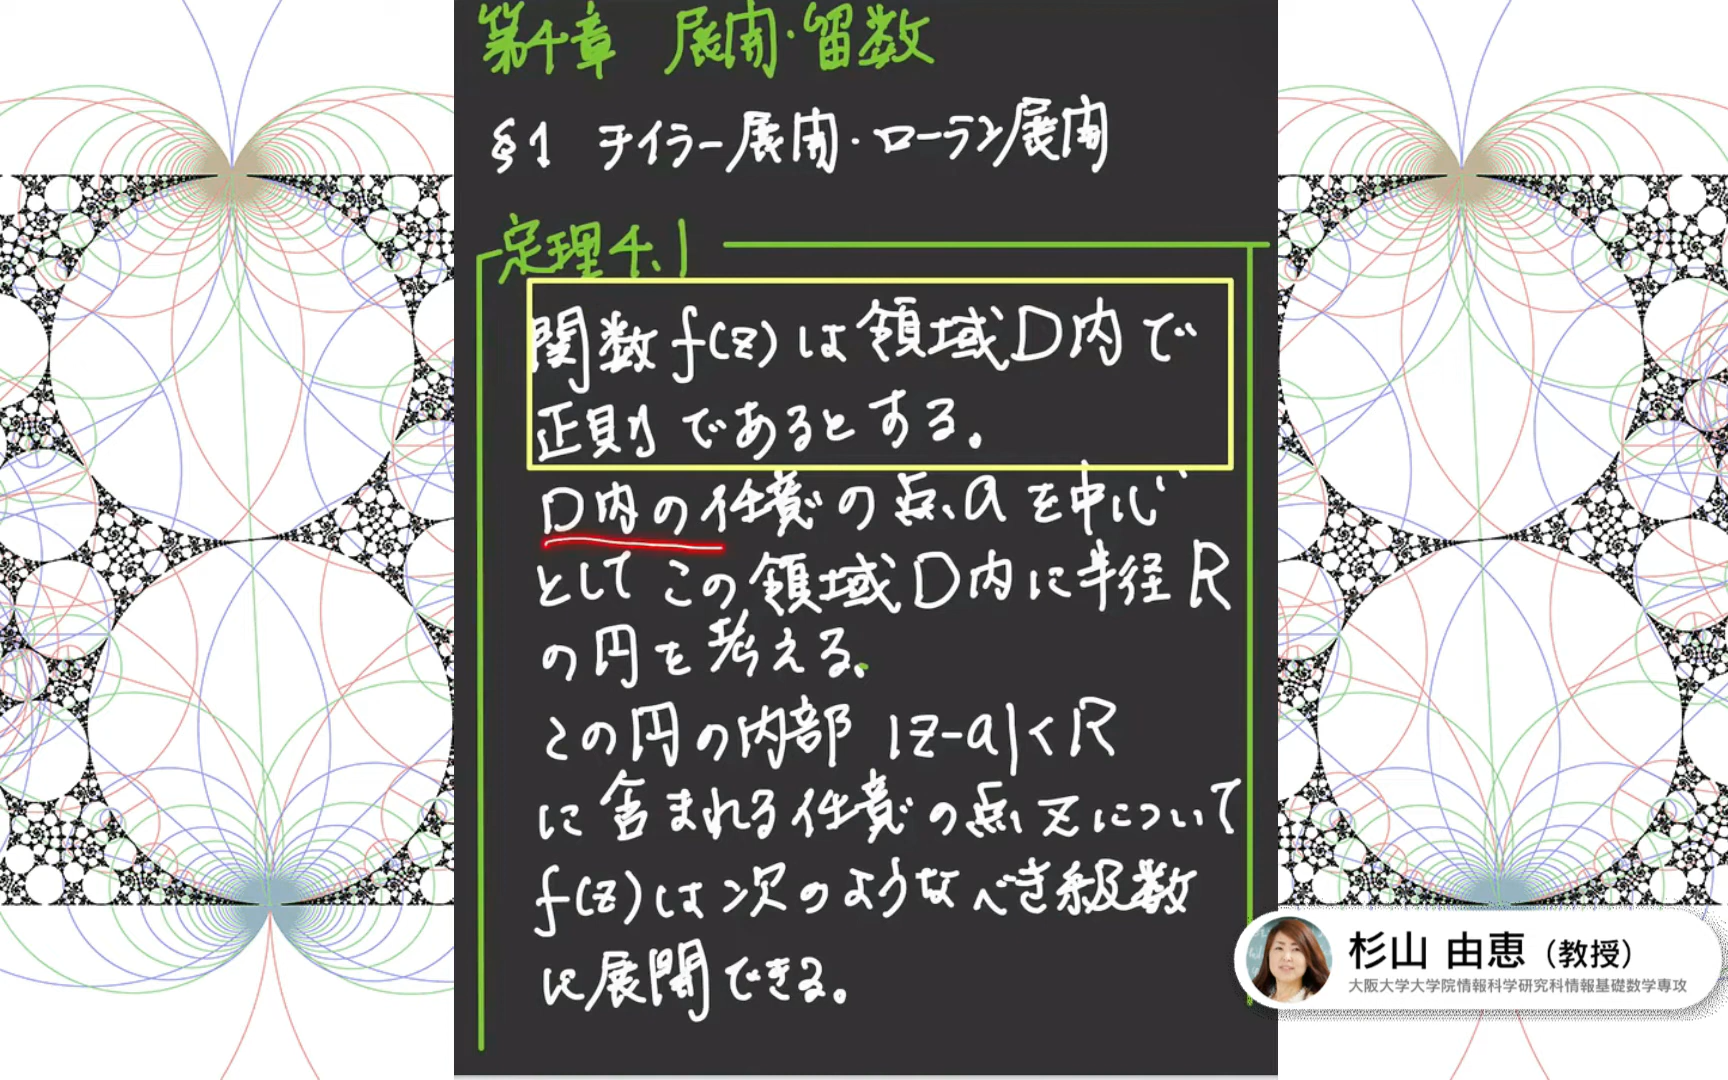 第4章 展開・留数
§1 テイラー展開・ローラン展開
定理4.1
関数f(z)は領域D内で
正則であるとする。
D内の任意の点aを中心
としてこの領域D内に半径R
の円を考える。
この円の内部 |z-a|<R
に含まれる任意の点zについて
f(z)は次のようなべき級数
に展開できる。
杉山 由恵（教授）
大阪大学大学院情報科学研究科情報基礎数学専攻